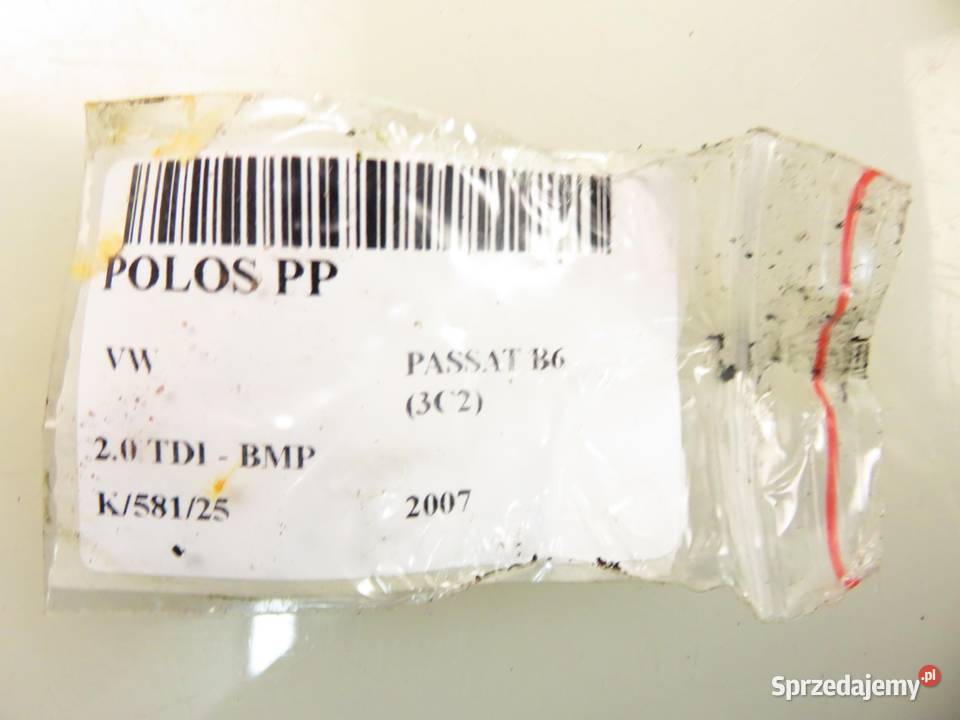 POLOS PP
VW
PASSAT B6
(3C2)
2.0 TDI - BMP
K/581/25
2007
Sprzedajemy.pl